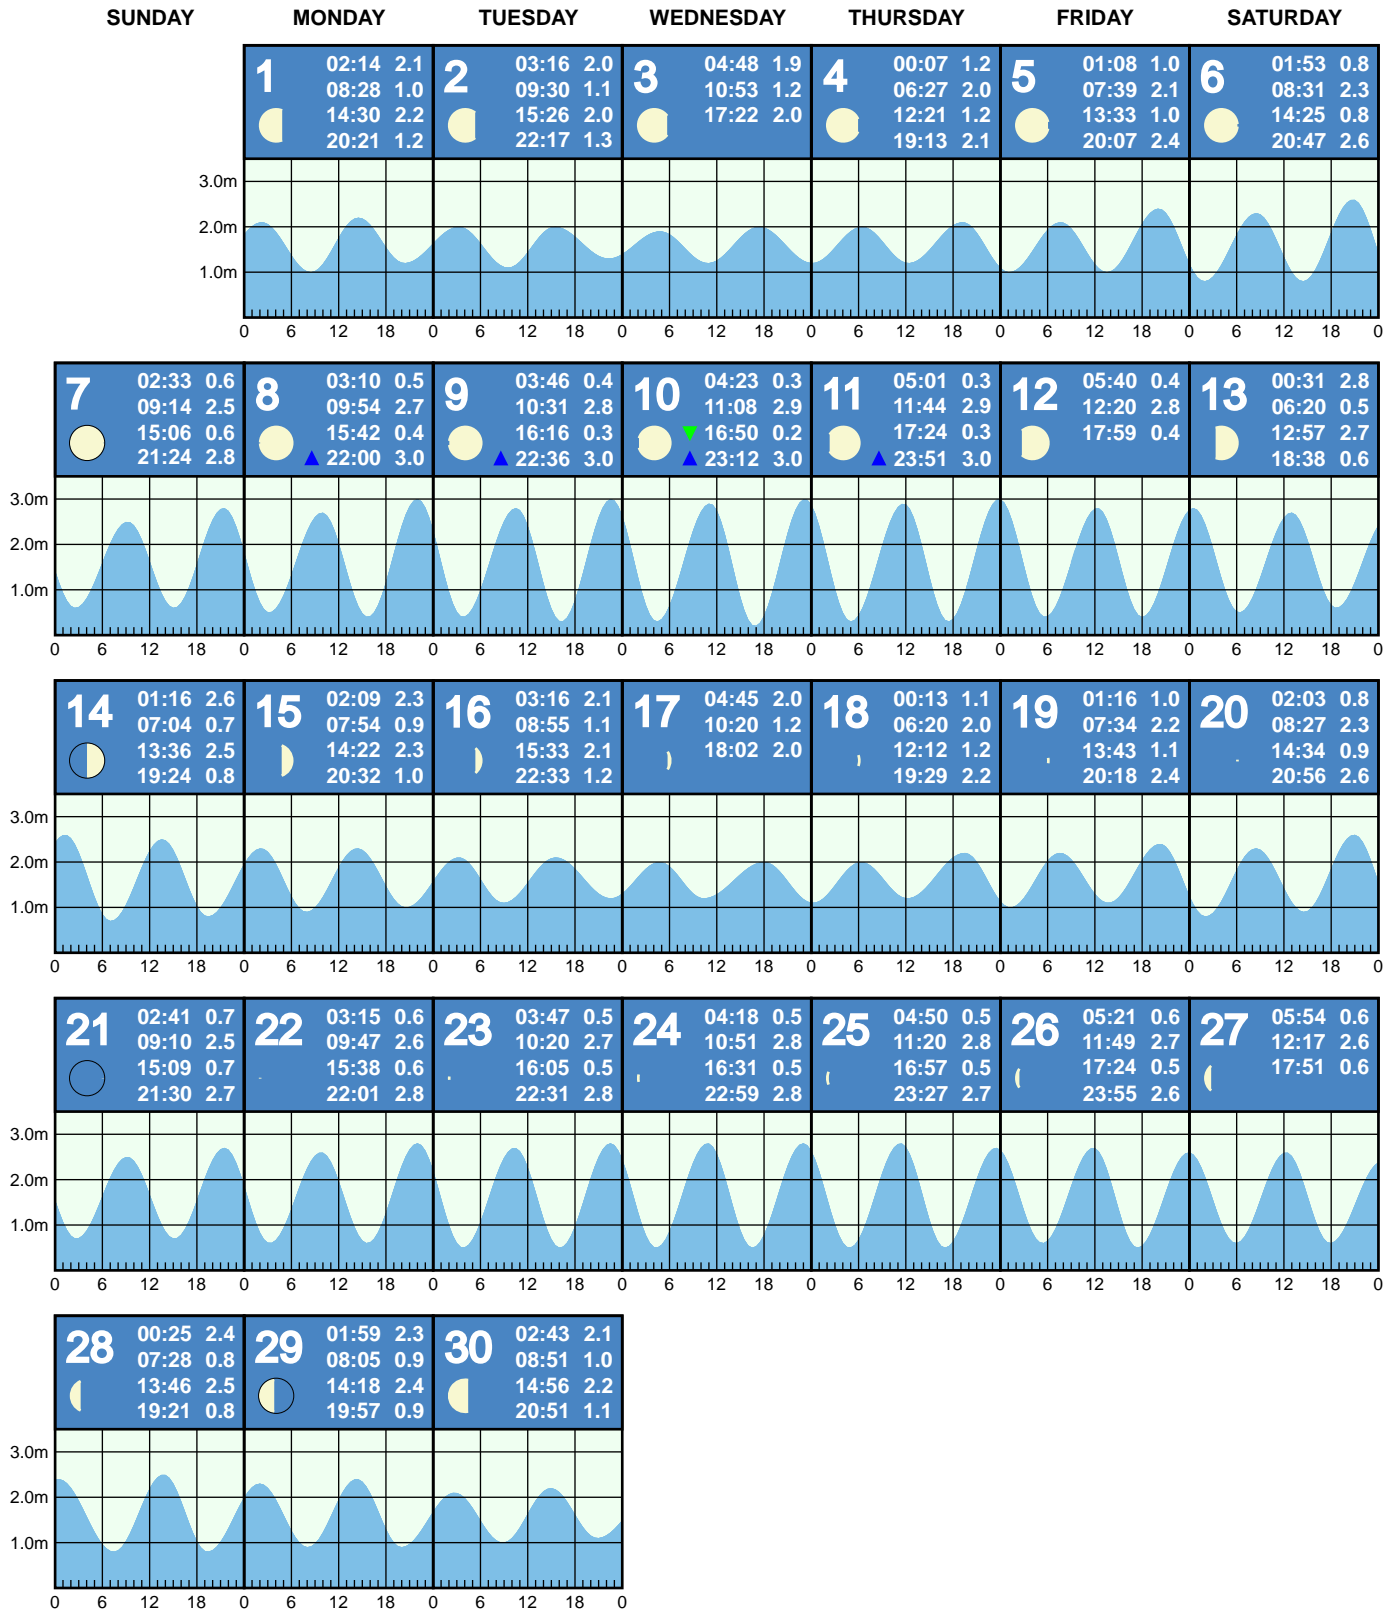 SUNDAY MONDAY TUESDAY WEDNESDAY THURSDAY FRIDAY SATURDAY
1 02:14 2.1
08:28 1.0
14:30 2.2
20:21 1.2
2 03:16 2.0
09:30 1.1
15:26 2.0
22:17 1.3
3 04:48 1.9
10:53 1.2
17:22 2.0
4 00:07 1.2
06:27 2.0
12:21 1.2
19:13 2.1
5 01:08 1.0
07:39 2.1
13:33 1.0
20:07 2.4
6 01:53 0.8
08:31 2.3
14:25 0.8
20:47 2.6
3.0m
2.0m
1.0m
0 6 12 18 0 6 12 18 0 6 12 18 0 6 12 18 0 6 12 18 0 6 12 18 0
7 02:33 0.6
09:14 2.5
15:06 0.6
21:24 2.8
8 03:10 0.5
09:54 2.7
15:42 0.4
22:00 3.0
9 03:46 0.4
10:31 2.8
16:16 0.3
22:36 3.0
10 04:23 0.3
11:08 2.9
16:50 0.2
23:12 3.0
11 05:01 0.3
11:44 2.9
17:24 0.3
23:51 3.0
12 05:40 0.4
12:20 2.8
17:59 0.4
13 00:31 2.8
06:20 0.5
12:57 2.7
18:38 0.6
3.0m
2.0m
1.0m
0 6 12 18 0 6 12 18 0 6 12 18 0 6 12 18 0 6 12 18 0 6 12 18 0 6 12 18 0
14 01:16 2.6
07:04 0.7
13:36 2.5
19:24 0.8
15 02:09 2.3
07:54 0.9
14:22 2.3
20:32 1.0
16 03:16 2.1
08:55 1.1
15:33 2.1
22:33 1.2
17 04:45 2.0
10:20 1.2
18:02 2.0
18 00:13 1.1
06:20 2.0
12:12 1.2
19:29 2.2
19 01:16 1.0
07:34 2.2
13:43 1.1
20:18 2.4
20 02:03 0.8
08:27 2.3
14:34 0.9
20:56 2.6
3.0m
2.0m
1.0m
0 6 12 18 0 6 12 18 0 6 12 18 0 6 12 18 0 6 12 18 0 6 12 18 0 6 12 18 0
21 02:41 0.7
09:10 2.5
15:09 0.7
21:30 2.7
22 03:15 0.6
09:47 2.6
15:38 0.6
22:01 2.8
23 03:47 0.5
10:20 2.7
16:05 0.5
22:31 2.8
24 04:18 0.5
10:51 2.8
16:31 0.5
22:59 2.8
25 04:50 0.5
11:20 2.8
16:57 0.5
23:27 2.7
26 05:21 0.6
11:49 2.7
17:24 0.5
23:55 2.6
27 05:54 0.6
12:17 2.6
17:51 0.6
3.0m
2.0m
1.0m
0 6 12 18 0 6 12 18 0 6 12 18 0 6 12 18 0 6 12 18 0 6 12 18 0 6 12 18 0
28 00:25 2.4
07:28 0.8
13:46 2.5
19:21 0.8
29 01:59 2.3
08:05 0.9
14:18 2.4
19:57 0.9
30 02:43 2.1
08:51 1.0
14:56 2.2
20:51 1.1
3.0m
2.0m
1.0m
0 6 12 18 0 6 12 18 0 6 12 18 0